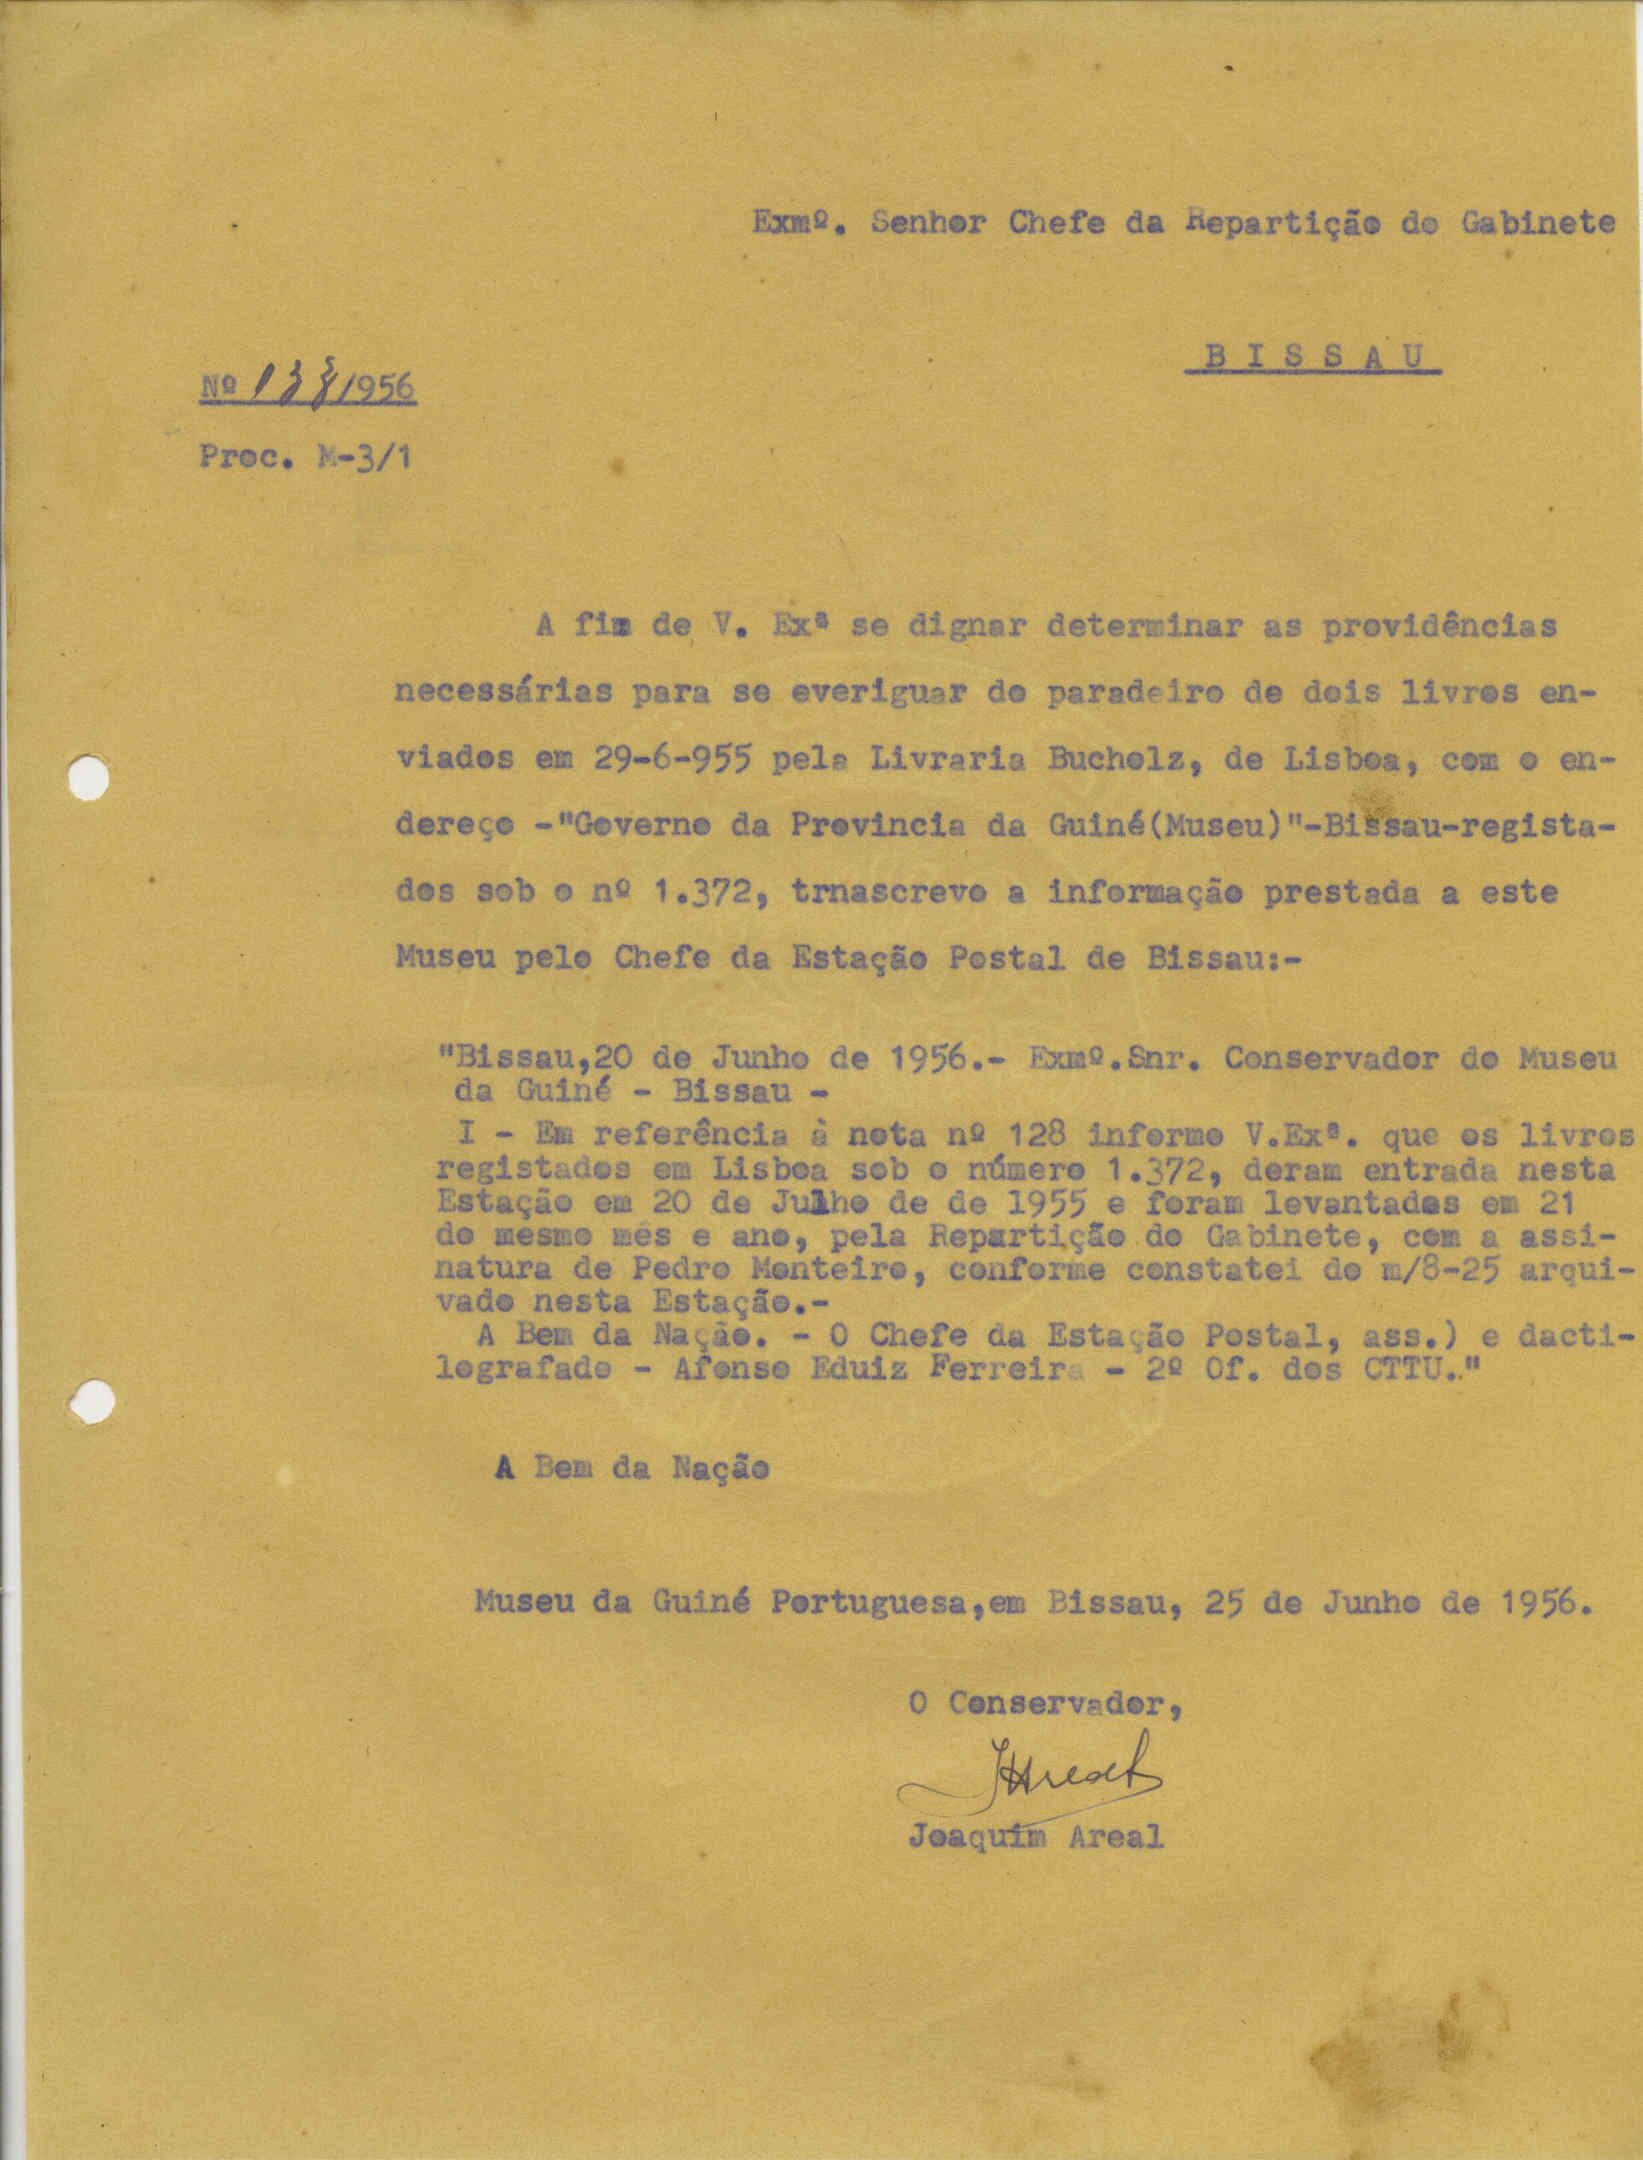 Exmº. Senhor Chefe da Repartição do Gabinete
B I S S A U
Nº 138/1956
Proc. M-3/1
A fim de V. Exª se dignar determinar as providências
necessárias para se everiguar do paradeiro de dois livros en-
viados em 29-6-955 pela Livraria Bucholz, de Lisboa, com o en-
dereço -"Governo da Provincia da Guiné(Museu)"-Bissau-regista-
dos sob o nº 1.372, trnascrevo a informação prestada a este
Museu pelo Chefe da Estação Postal de Bissau:-
"Bissau,20 de Junho de 1956.- Exmº.Snr. Conservador do Museu
da Guiné - Bissau -
I - Em referência à nota nº 128 informo V.Exª. que os livros
registados em Lisboa sob o número 1.372, deram entrada nesta
Estação em 20 de Julho de de 1955 e foram levantados em 21
do mesmo mês e ano, pela Repartição do Gabinete, com a assi-
natura de Pedro Monteiro, conforme constatei do m/8-25 arqui-
vado nesta Estação.-
A Bem da Nação. - O Chefe da Estação Postal, ass.) e dacti-
lografado - Afonso Eduiz Ferreira - 2º Of. dos CTTU."
A Bem da Nação
Museu da Guiné Portuguesa,em Bissau, 25 de Junho de 1956.
O Conservador,
JAreal
Joaquim Areal